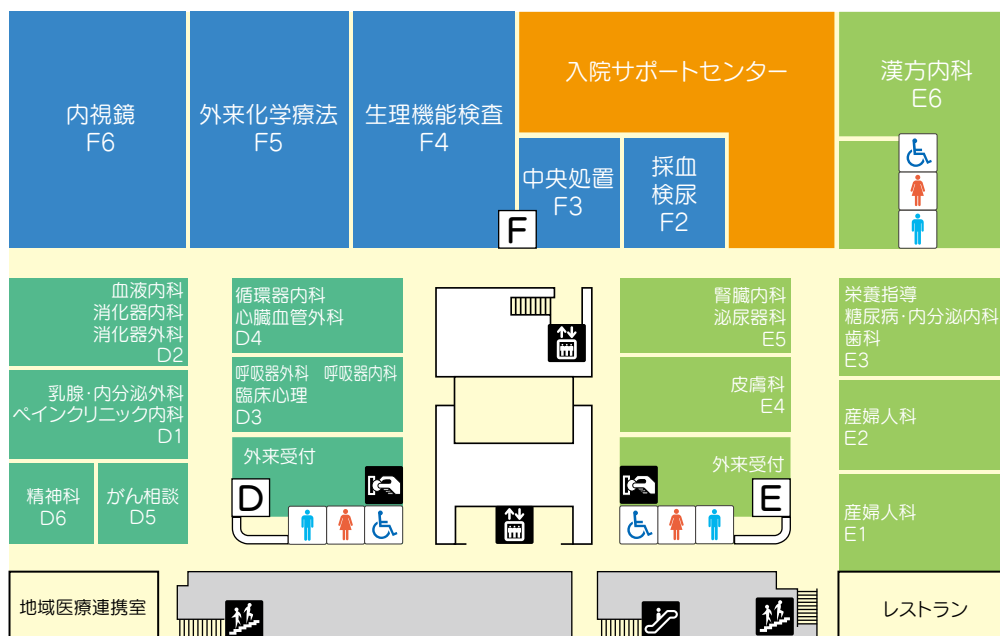 内視鏡
F6
外来化学療法
F5
生理機能検査
F4
入院サポートセンター
中央処置
F3
採血
検尿
F2
F
漢方内科
E6
血液内科
消化器内科
消化器外科
D2
乳腺・内分泌外科
ペインクリニック内科
D1
精神科
D6
がん相談
D5
循環器内科
心臓血管外科
D4
呼吸器外科 呼吸器内科
臨床心理
D3
外来受付
D
腎臓内科
泌尿器科
E5
皮膚科
E4
外来受付
E
栄養指導
糖尿病・内分泌内科
歯科
E3
産婦人科
E2
産婦人科
E1
地域医療連携室
レストラン